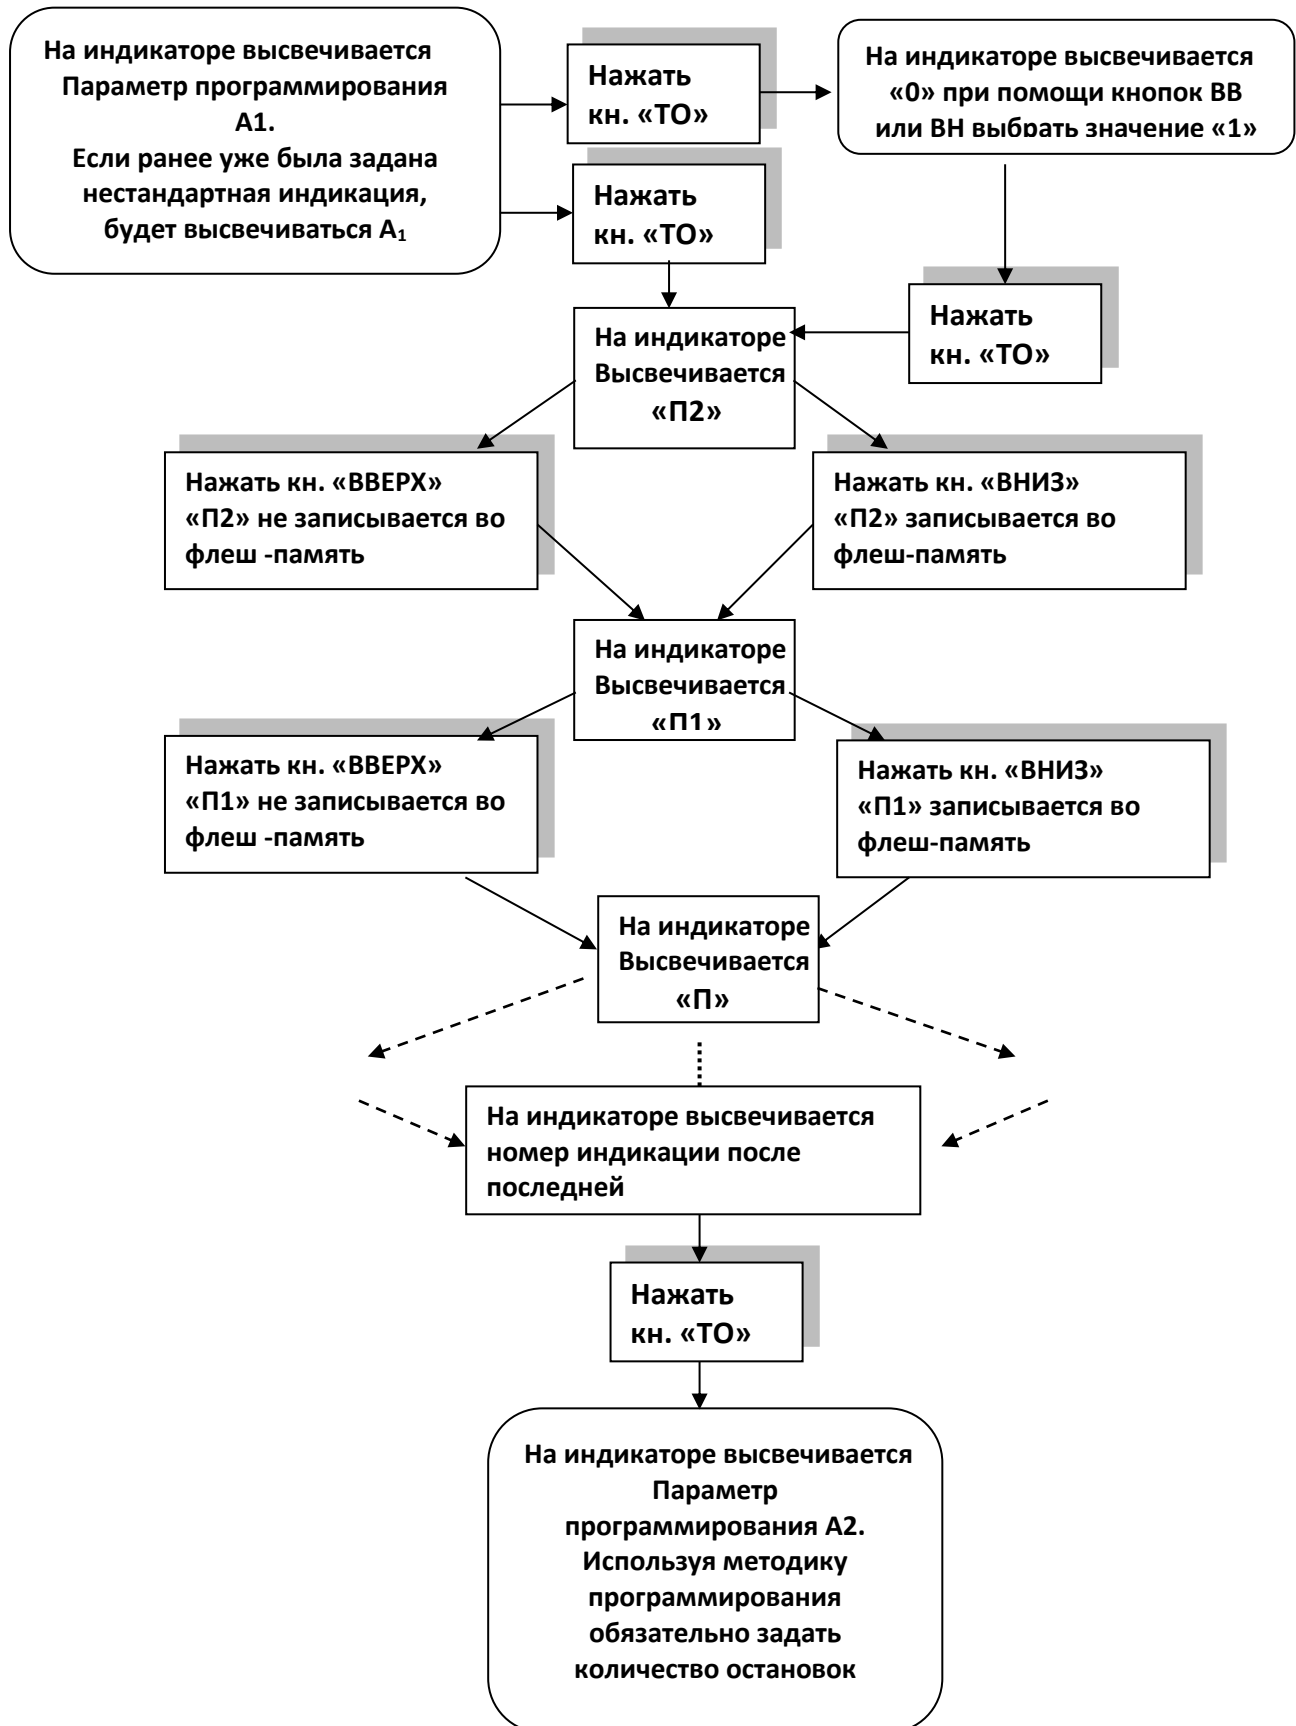 На индикаторе высвечивается
Параметр программирования
А1.
Если ранее уже была задана
нестандартная индикация,
будет высвечиваться А₁
Нажать
кн. «ТО»
На индикаторе высвечивается
«0» при помощи кнопок ВВ
или ВН выбрать значение «1»
Нажать
кн. «ТО»
Нажать
кн. «ТО»
На индикаторе
Высвечивается
«П2»
Нажать кн. «ВВЕРХ»
«П2» не записывается во
флеш -память
Нажать кн. «ВНИЗ»
«П2» записывается во
флеш-память
На индикаторе
Высвечивается
«П1»
Нажать кн. «ВВЕРХ»
«П1» не записывается во
флеш -память
Нажать кн. «ВНИЗ»
«П1» записывается во
флеш-память
На индикаторе
Высвечивается
«П»
На индикаторе высвечивается
номер индикации после
последней
Нажать
кн. «ТО»
На индикаторе высвечивается
Параметр
программирования А2.
Используя методику
программирования
обязательно задать
количество остановок